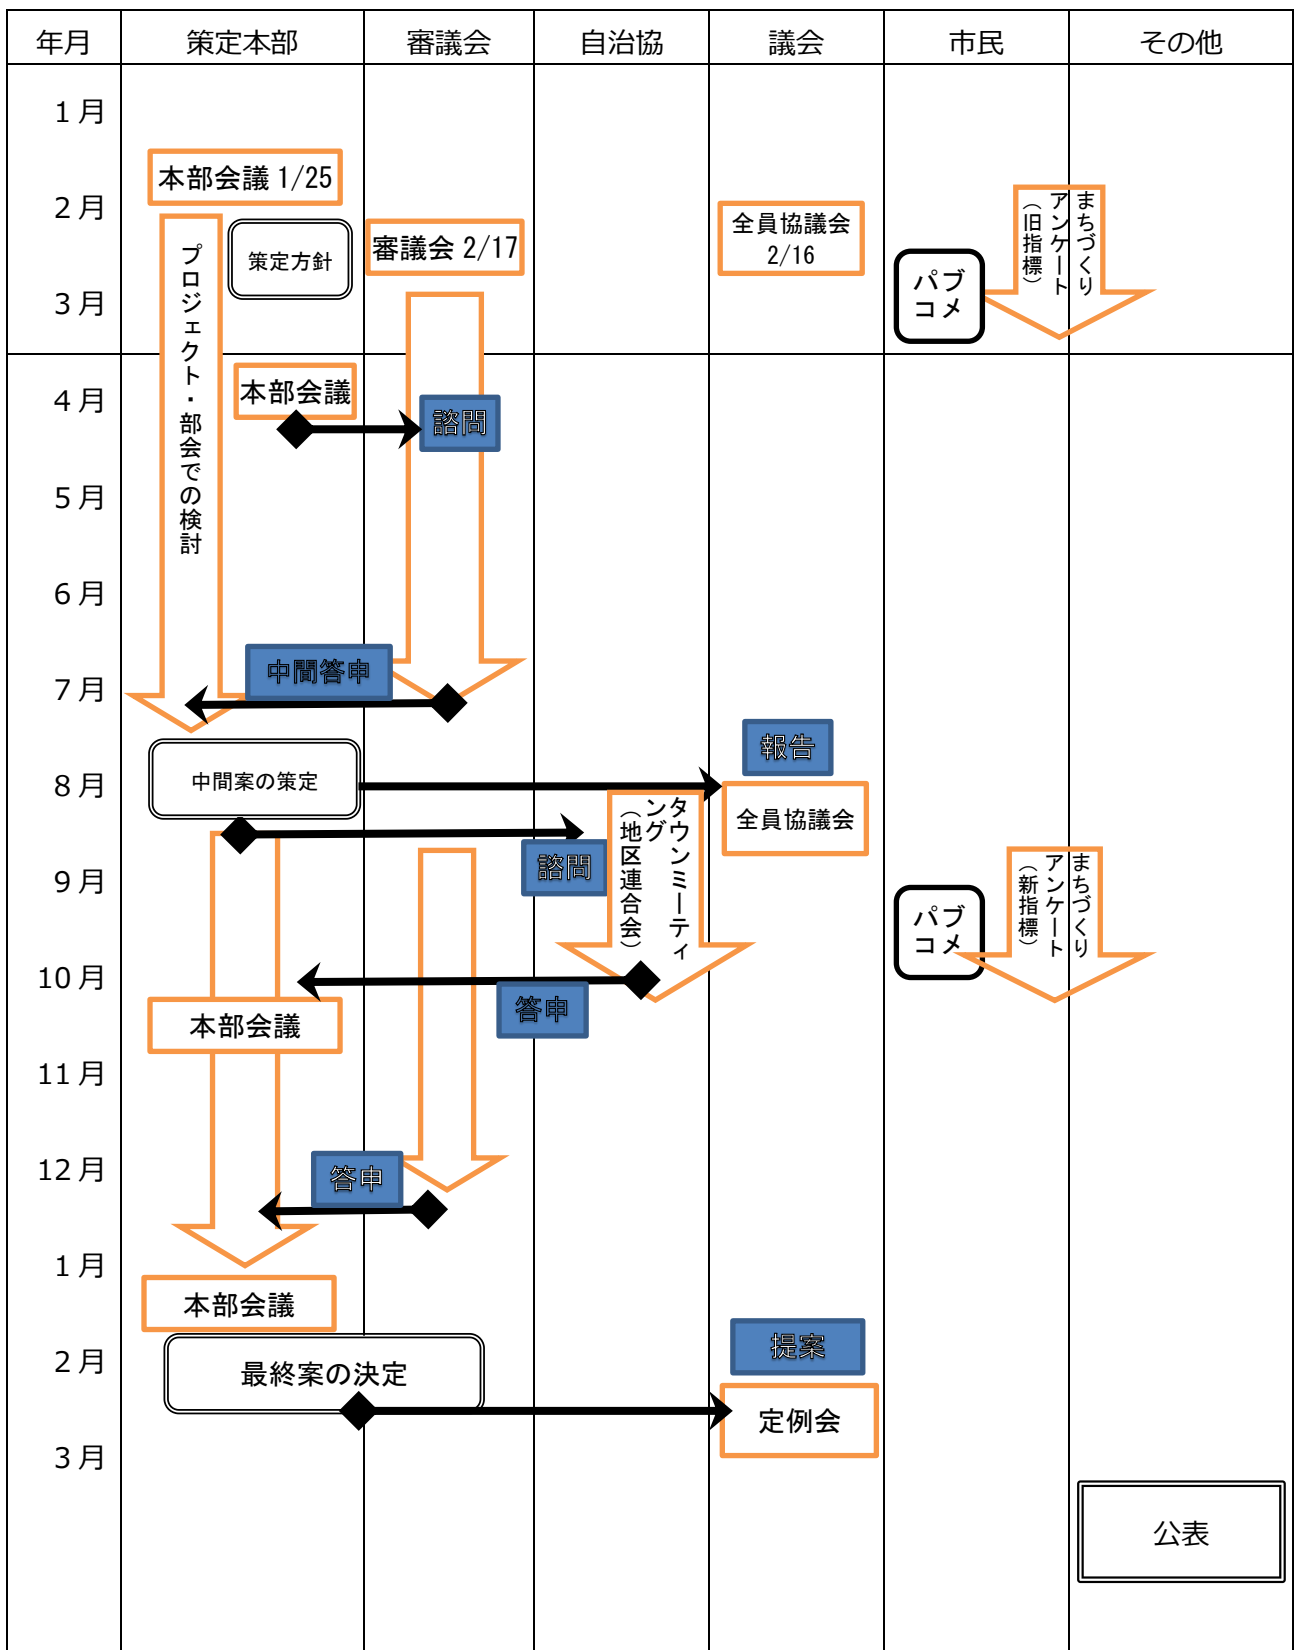 年月 策定本部 審議会 自治協 議会 市民 その他
1月
本部会議 1/25
2月
策定方針
審議会 2/17
全員協議会
2/16
まちづくり
アンケート
（旧指標）
プロジェクト・部会での検討
3月
パブ
コメ
4月
本部会議
諮問
5月
6月
中間答申
7月
報告
8月
中間案の策定
全員協議会
タウンミーティ
ング
（地区連合会）
諮問
9月
まちづくり
アンケート
（新指標）
パブ
コメ
10月
答申
本部会議
11月
12月
答申
1月
本部会議
2月
最終案の決定
提案
定例会
3月
公表